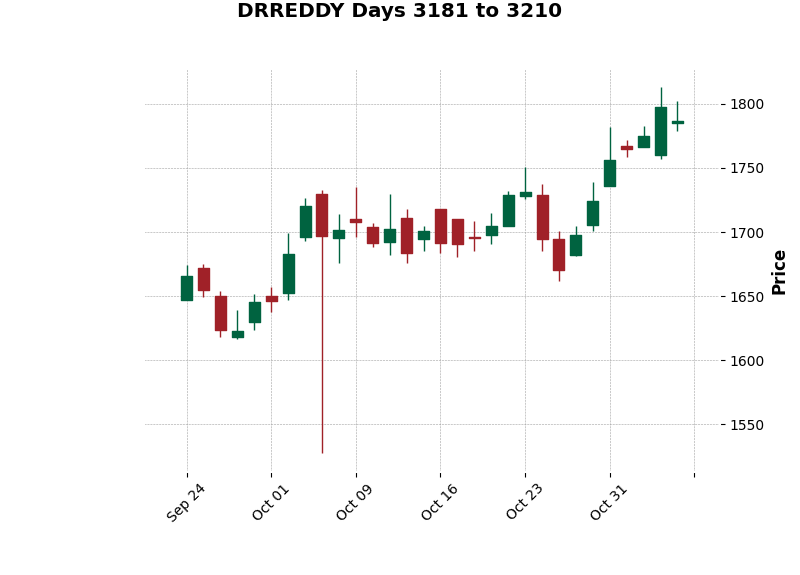 DRREDDY Days 3181 to 3210
1800
1750
1700
1650
1600
1550
Price
Sep 24
Oct 01
Oct 09
Oct 16
Oct 23
Oct 31